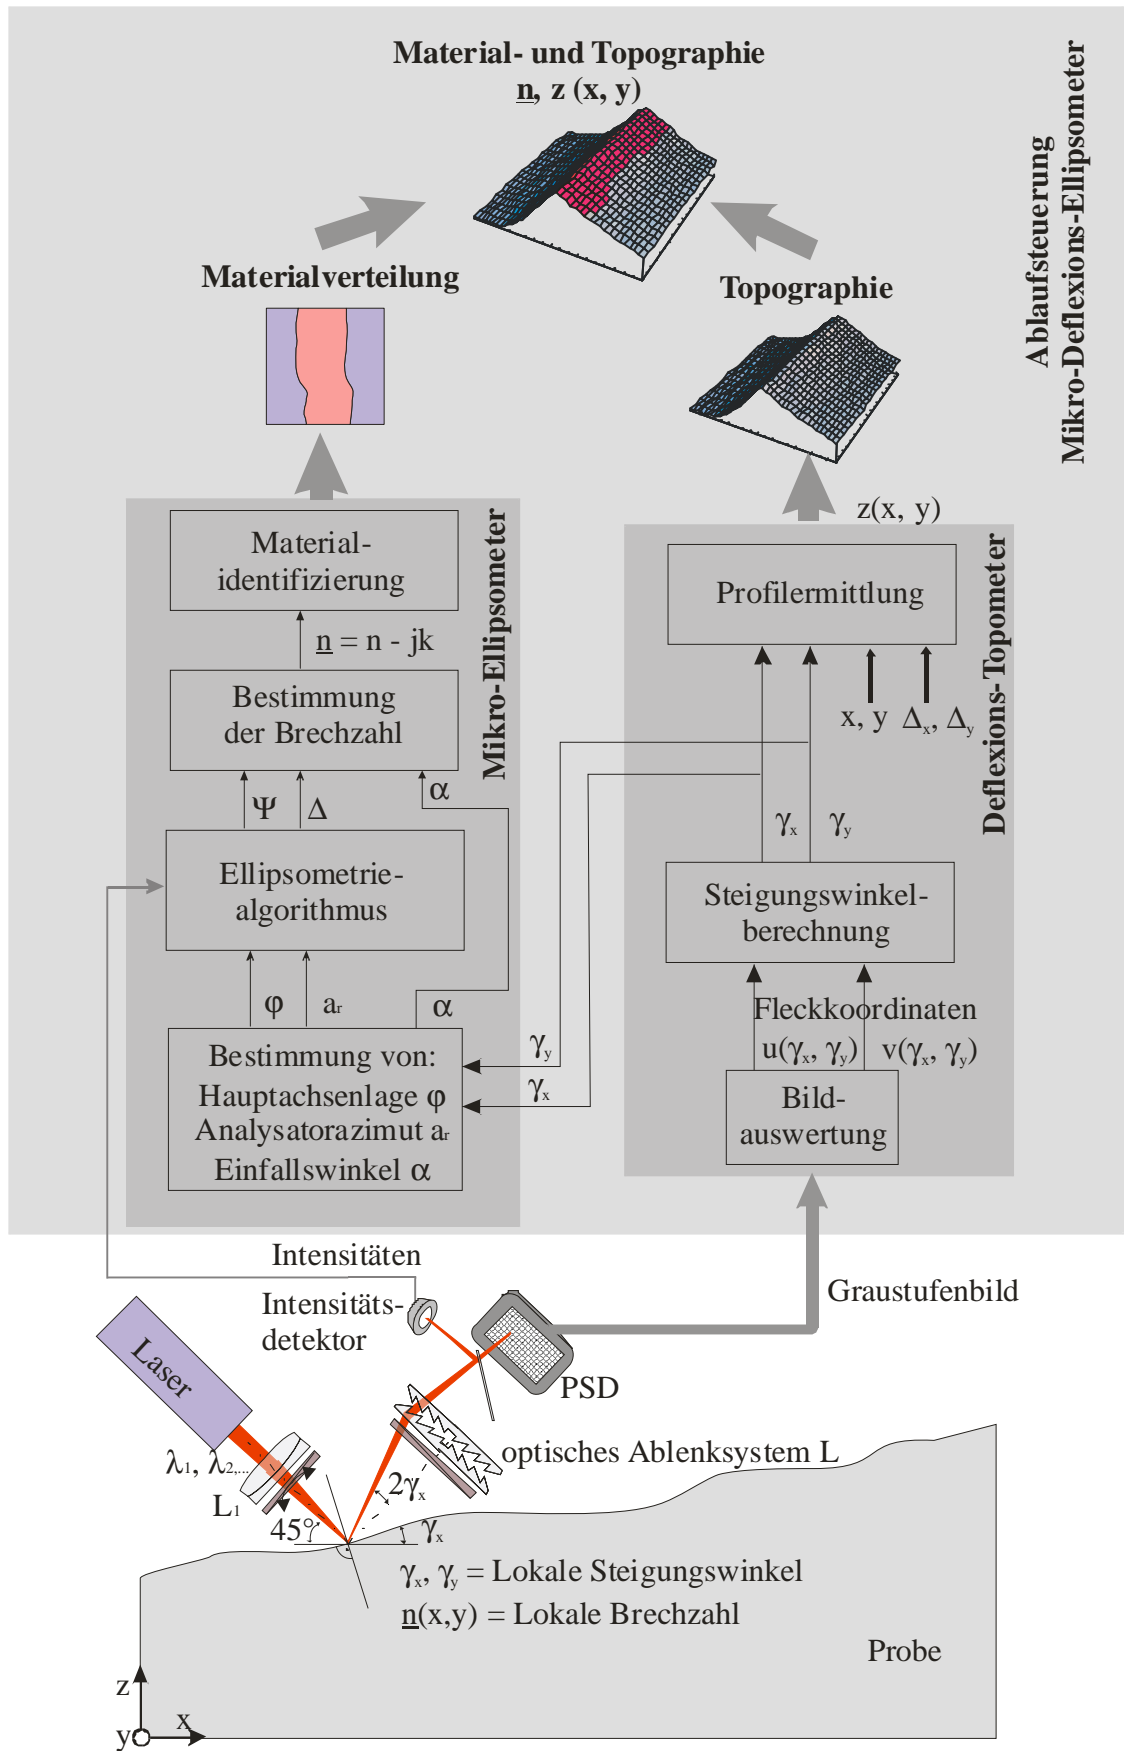 Material- und Topographie
n, z (x, y)
Ablaufsteuerung
Mikro-Deflexions-Ellipsometer
Materialverteilung
Topographie
z(x, y)
Mikro-Ellipsometer
Material-
identifizierung
n = n - jk
Bestimmung
der Brechzahl
Ψ Δ α
Ellipsometrie-
algorithmus
φ aᵣ α
Bestimmung von:
Hauptachsenlage φ
Analysatorazimut aᵣ
Einfallswinkel α
γy
γx
Deflexions-Topometer
Profilermittlung
x, y Δx, Δy
γx γy
Steigungswinkel-
berechnung
Fleckkoordinaten
u(γx, γy) v(γx, γy)
Bild-
auswertung
Intensitäten
Intensitäts-
detektor
Graustufenbild
Laser
PSD
λ1, λ2,...
L1
optisches Ablenksystem L
2γx
45°
γx
γx, γy = Lokale Steigungswinkel
n(x,y) = Lokale Brechzahl
Probe
z
y x